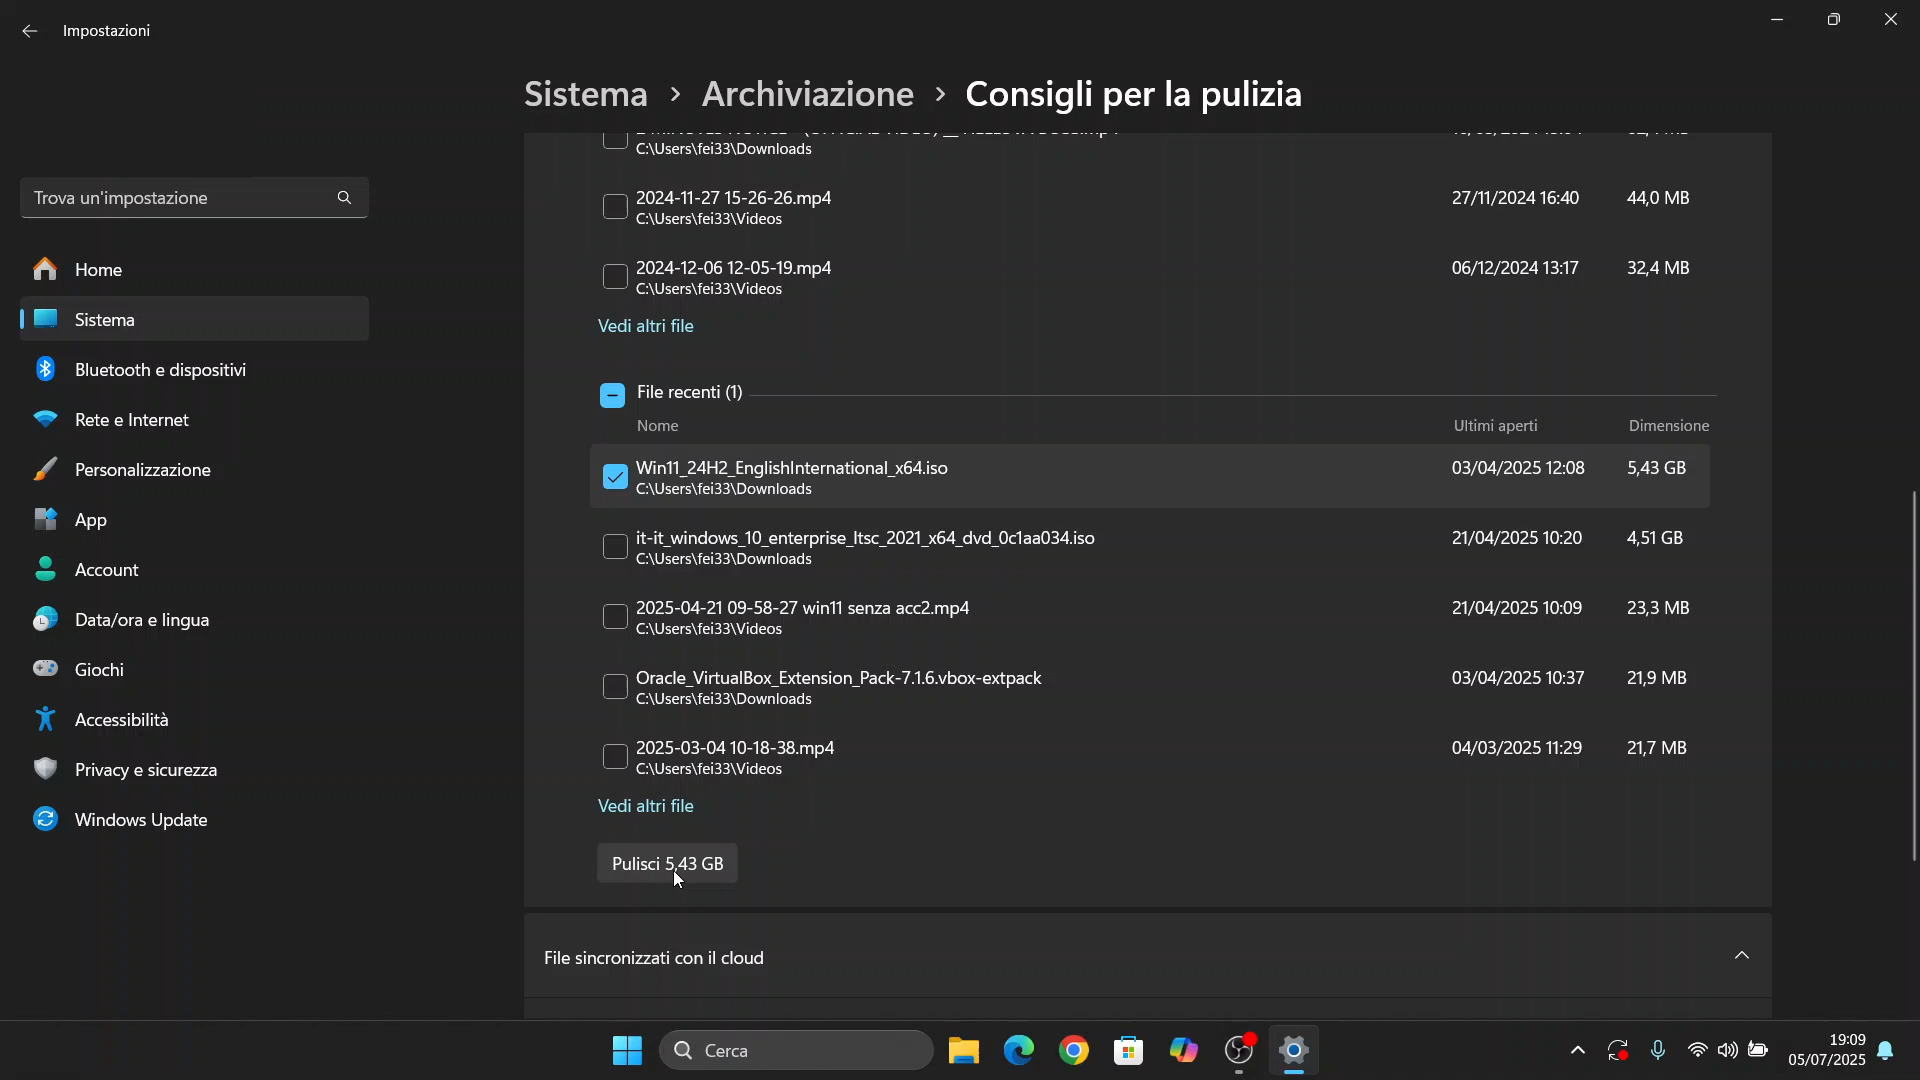 Impostazioni
Sistema > Archiviazione > Consigli per la pulizia
Trova un'impostazione
Home
Sistema
Bluetooth e dispositivi
Rete e Internet
Personalizzazione
App
Account
Data/ora e lingua
Giochi
Accessibilità
Privacy e sicurezza
Windows Update
C:\Users\fei33\Downloads
2024-11-27 15-26-26.mp4 27/11/2024 16:40 44,0 MB
C:\Users\fei33\Videos
2024-12-06 12-05-19.mp4 06/12/2024 13:17 32,4 MB
C:\Users\fei33\Videos
Vedi altri file
File recenti (1)
Nome Ultimi aperti Dimensione
Win11_24H2_EnglishInternational_x64.iso 03/04/2025 12:08 5,43 GB
C:\Users\fei33\Downloads
it-it_windows_10_enterprise_ltsc_2021_x64_dvd_0c1aa034.iso 21/04/2025 10:20 4,51 GB
C:\Users\fei33\Downloads
2025-04-21 09-58-27 win11 senza acc2.mp4 21/04/2025 10:09 23,3 MB
C:\Users\fei33\Videos
Oracle_VirtualBox_Extension_Pack-7.1.6.vbox-extpack 03/04/2025 10:37 21,9 MB
C:\Users\fei33\Downloads
2025-03-04 10-18-38.mp4 04/03/2025 11:29 21,7 MB
C:\Users\fei33\Videos
Vedi altri file
Pulisci 5,43 GB
File sincronizzati con il cloud
Cerca
19:09
05/07/2025